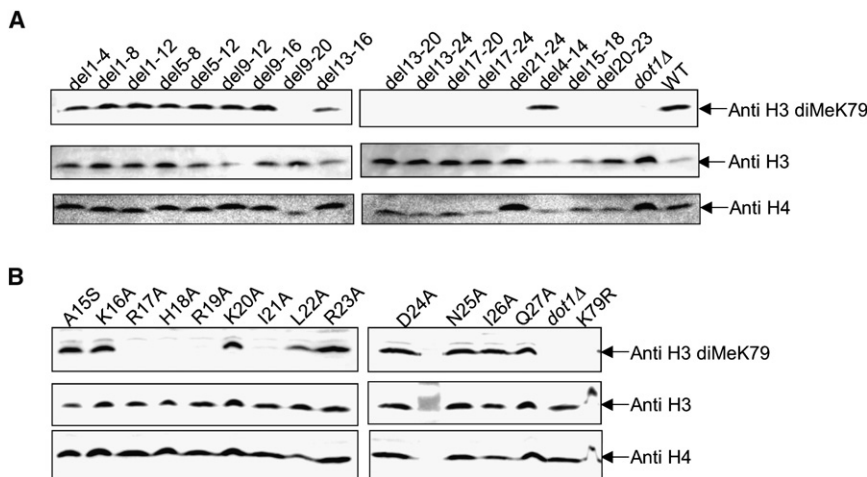 A
del1-4 del1-8 del1-12 del5-8 del5-12 del9-12 del9-16 del9-20 del13-16 del13-20 del13-24 del17-20 del17-24 del21-24 del4-14 del15-18 del20-23 dot1Δ WT
Anti H3 diMeK79
Anti H3
Anti H4
B
A15S K16A R17A H18A R19A K20A I21A L22A R23A D24A N25A I26A Q27A dot1Δ K79R
Anti H3 diMeK79
Anti H3
Anti H4